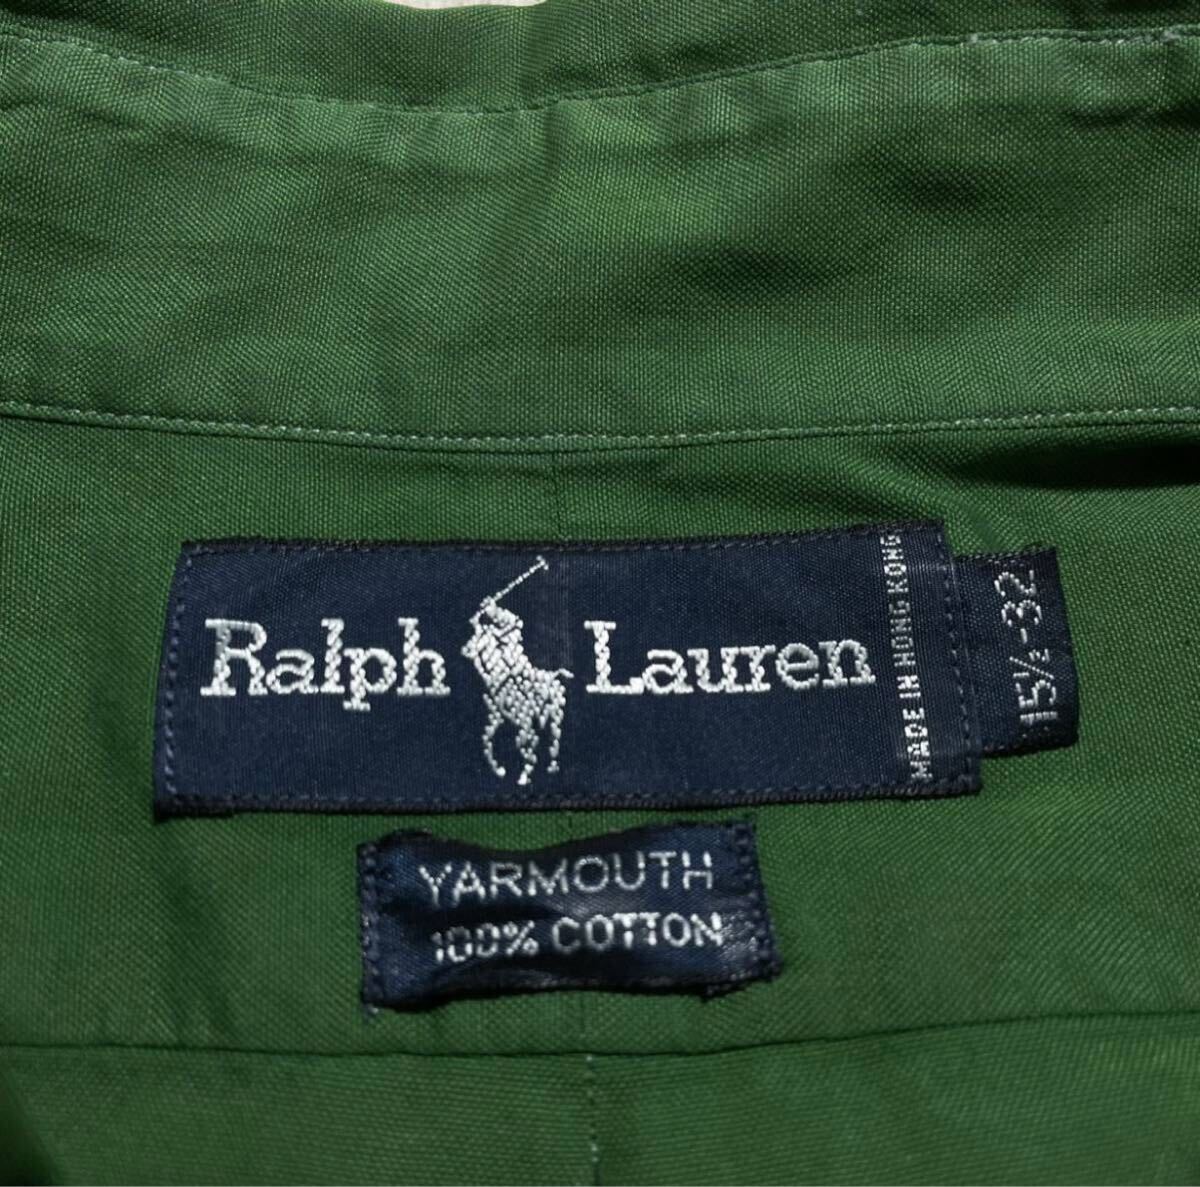 Ralph Lauren
MADE IN HONG KONG
15½-32
YARMOUTH
100% COTTON